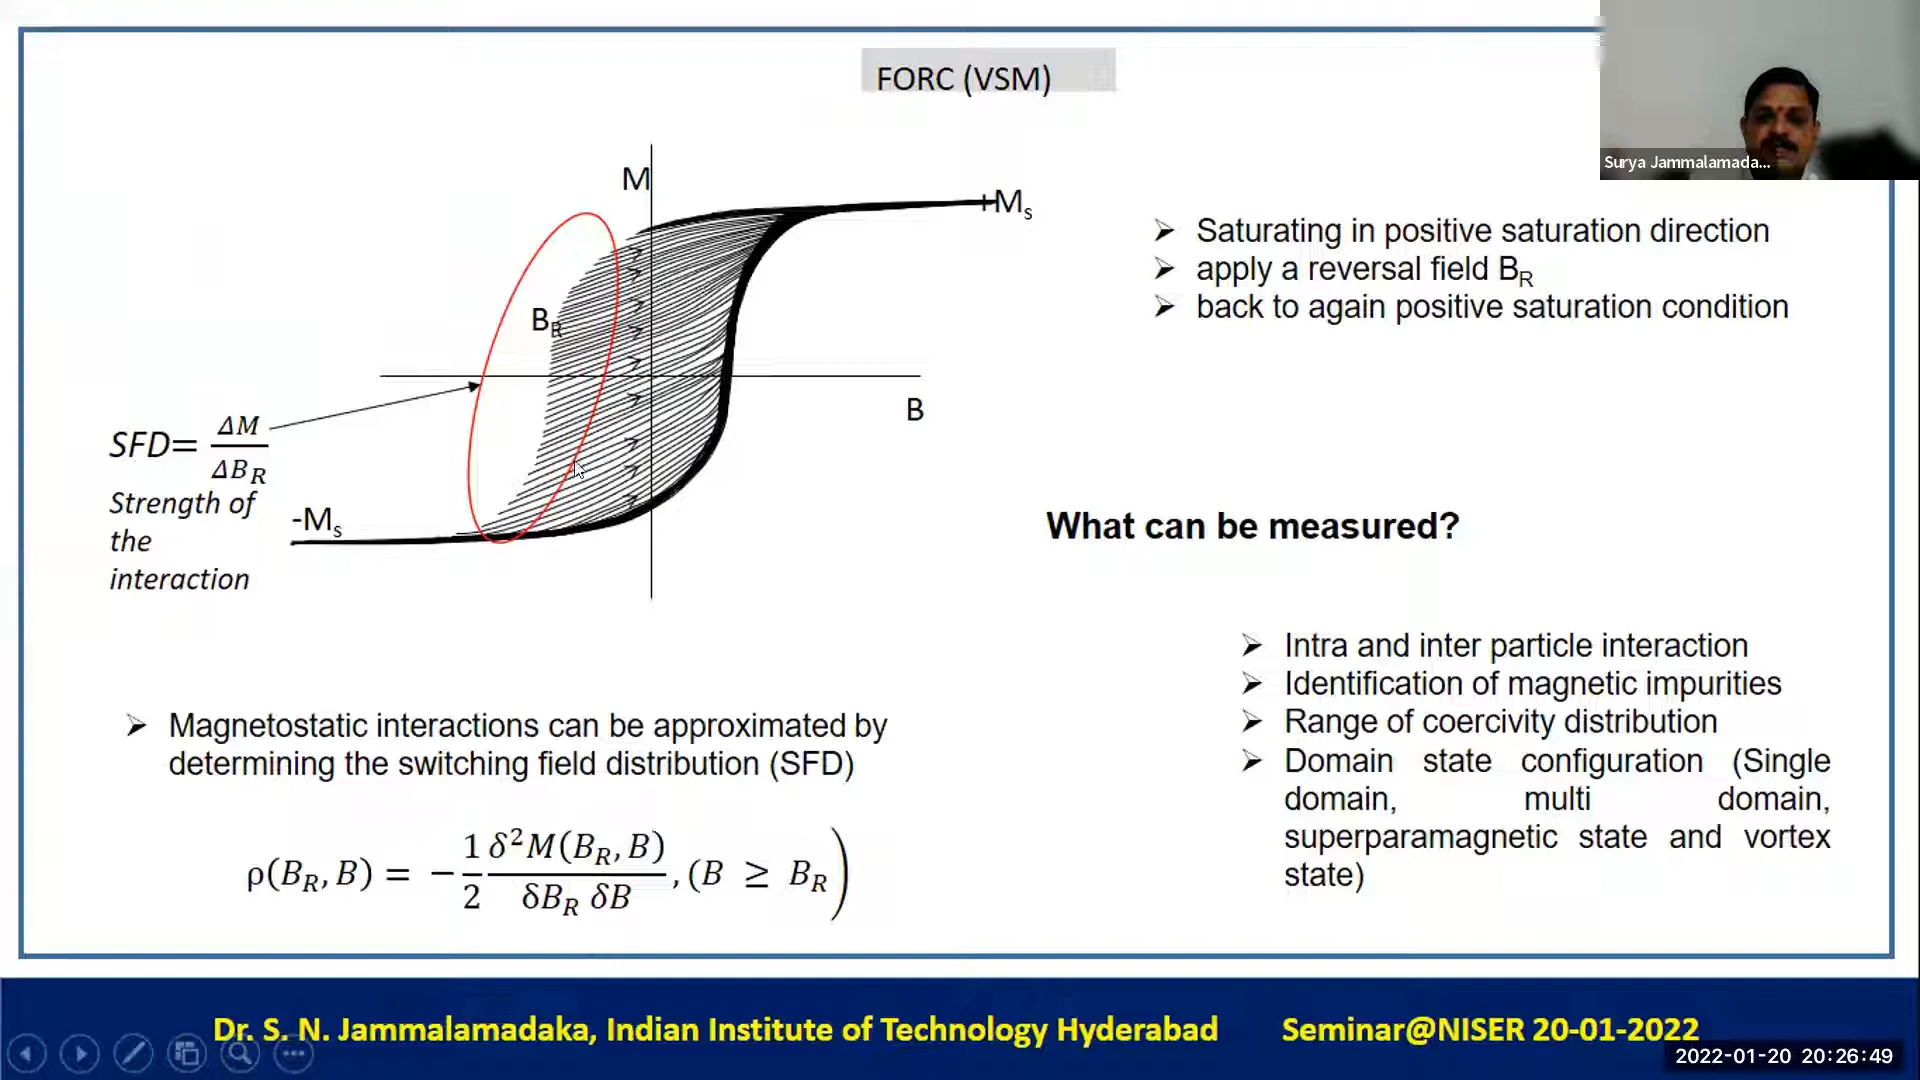 FORC (VSM)
Surya Jammalamada...
M
+Ms
BR
B
-Ms
SFD= ΔM/ΔBR
Strength of
the
interaction
➢ Saturating in positive saturation direction
➢ apply a reversal field BR
➢ back to again positive saturation condition
What can be measured?
➢ Intra and inter particle interaction
➢ Identification of magnetic impurities
➢ Range of coercivity distribution
➢ Domain state configuration (Single
domain, multi domain,
superparamagnetic state and vortex
state)
➢ Magnetostatic interactions can be approximated by
determining the switching field distribution (SFD)
ρ(BR, B) = −1/2 δ²M(BR, B)/δBR δB, (B ≥ BR)
Dr. S. N. Jammalamadaka, Indian Institute of Technology Hyderabad Seminar@NISER 20-01-2022
2022-01-20 20:26:49